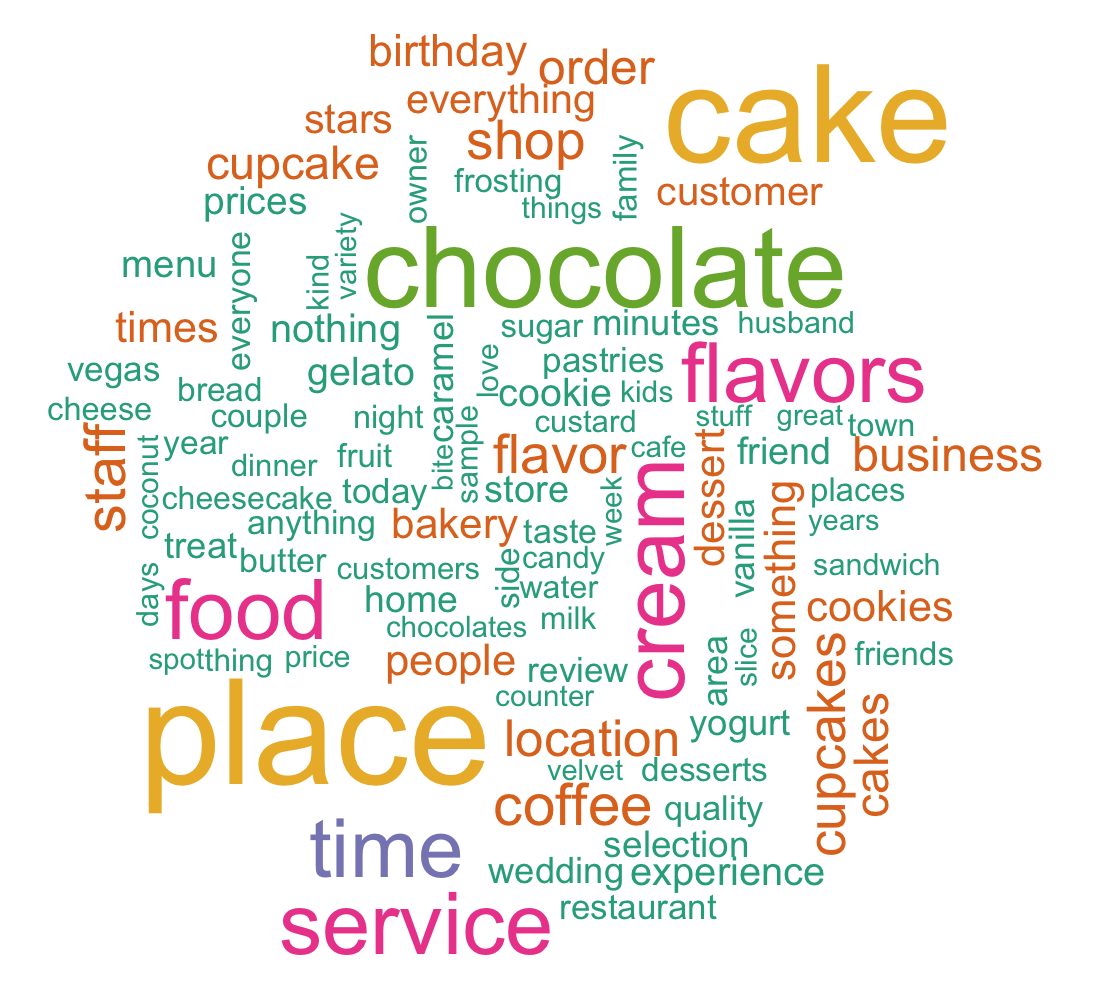 birthday
order
cake
everything
stars
shop
owner
family
cupcake
frosting
customer
prices
things
variety
chocolate
menu
everyone
kind
times
nothing
sugar
minutes
husband
caramel
love
pastries
flavors
vegas
gelato
bread
cookie
kids
cheese
couple
night
custard
stuff
great
town
staff
coconut
year
bite
sample
flavor
cafe
dessert
friend
business
dinner
fruit
cream
cheesecake
today
store
week
vanilla
something
places
anything
bakery
taste
years
treat
butter
customers
side
candy
sandwich
days
food
home
water
cookies
chocolates
milk
spot
thing
price
people
review
area
slice
cupcakes
friends
counter
place
location
yogurt
cakes
velvet
desserts
coffee
quality
time
selection
wedding
experience
service
restaurant